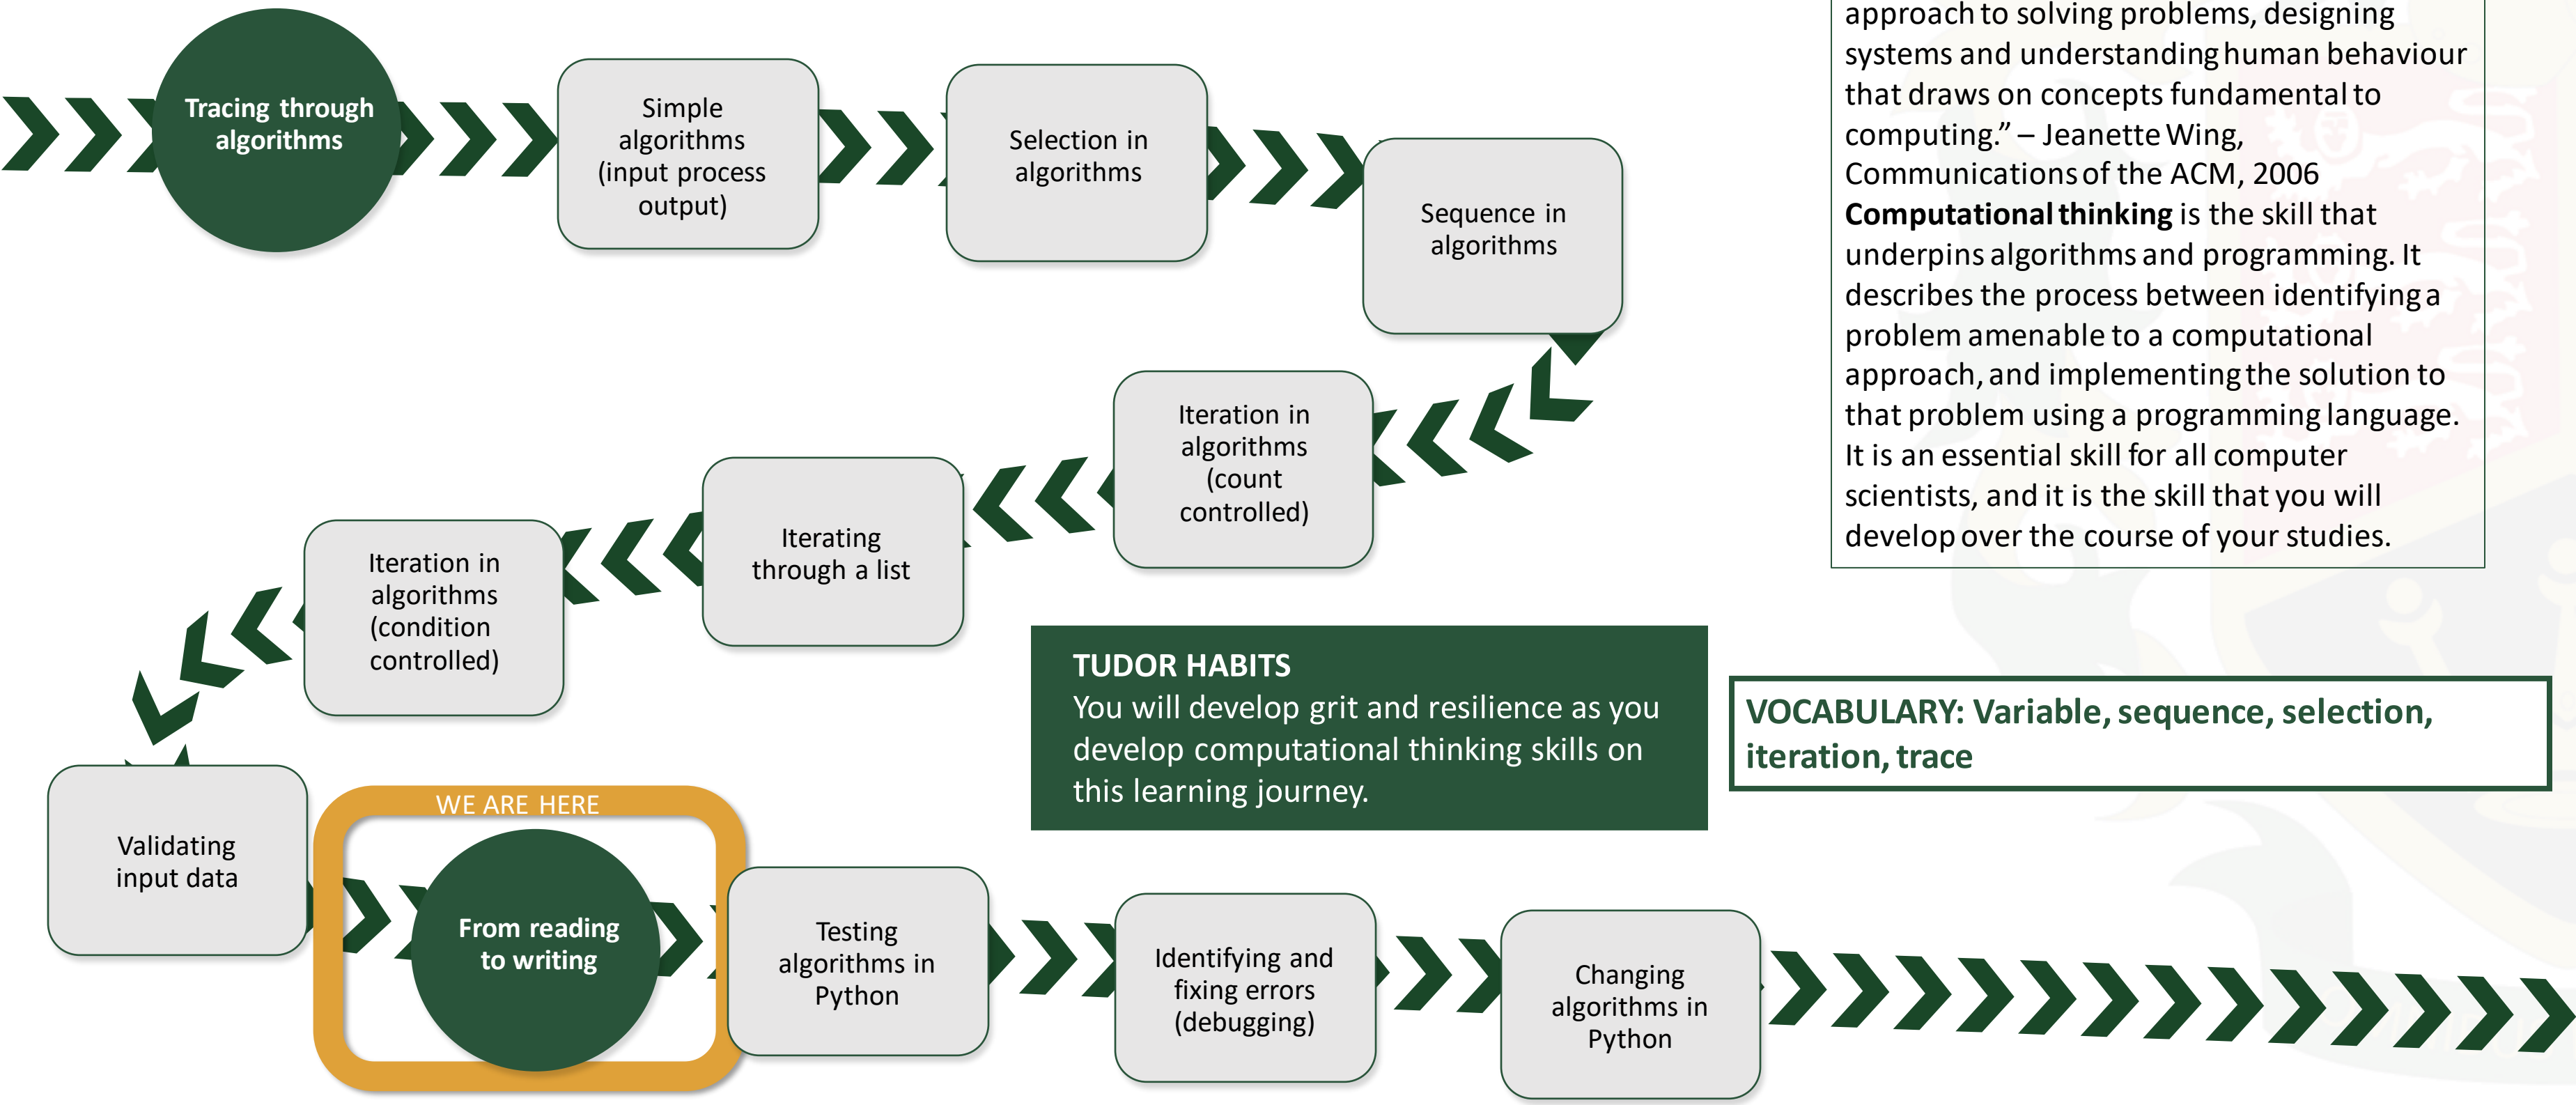 Tracing through
algorithms
Simple
algorithms
(input process
output)
Selection in
algorithms
Sequence in
algorithms
approach to solving problems, designing
systems and understanding human behaviour
that draws on concepts fundamental to
computing.” – Jeanette Wing,
Communications of the ACM, 2006
Computational thinking is the skill that
underpins algorithms and programming. It
describes the process between identifying a
problem amenable to a computational
approach, and implementing the solution to
that problem using a programming language.
It is an essential skill for all computer
scientists, and it is the skill that you will
develop over the course of your studies.
Iteration in
algorithms
(count
controlled)
Iterating
through a list
Iteration in
algorithms
(condition
controlled)
TUDOR HABITS
You will develop grit and resilience as you
develop computational thinking skills on
this learning journey.
VOCABULARY: Variable, sequence, selection,
iteration, trace
Validating
input data
WE ARE HERE
From reading
to writing
Testing
algorithms in
Python
Identifying and
fixing errors
(debugging)
Changing
algorithms in
Python